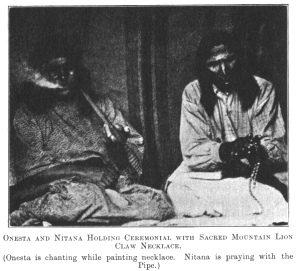 ONESTA AND NITANA HOLDING CEREMONIAL WITH SACRED MOUNTAIN LION
CLAW NECKLACE.
(Onesta is chanting while painting necklace. Nitana is praying with the
Pipe.)